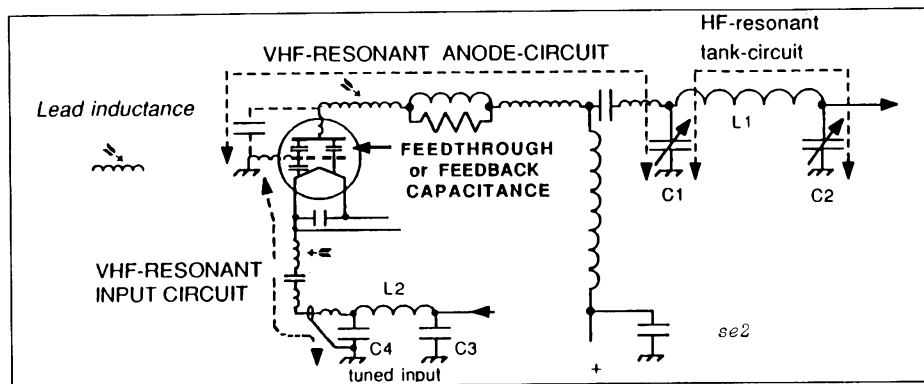 VHF-RESONANT ANODE-CIRCUIT
HF-resonant
tank-circuit
Lead inductance
L1
FEEDTHROUGH
or FEEDBACK
CAPACITANCE
C1
C2
VHF-RESONANT
INPUT CIRCUIT
L2
C4
C3
tuned input
+
se2